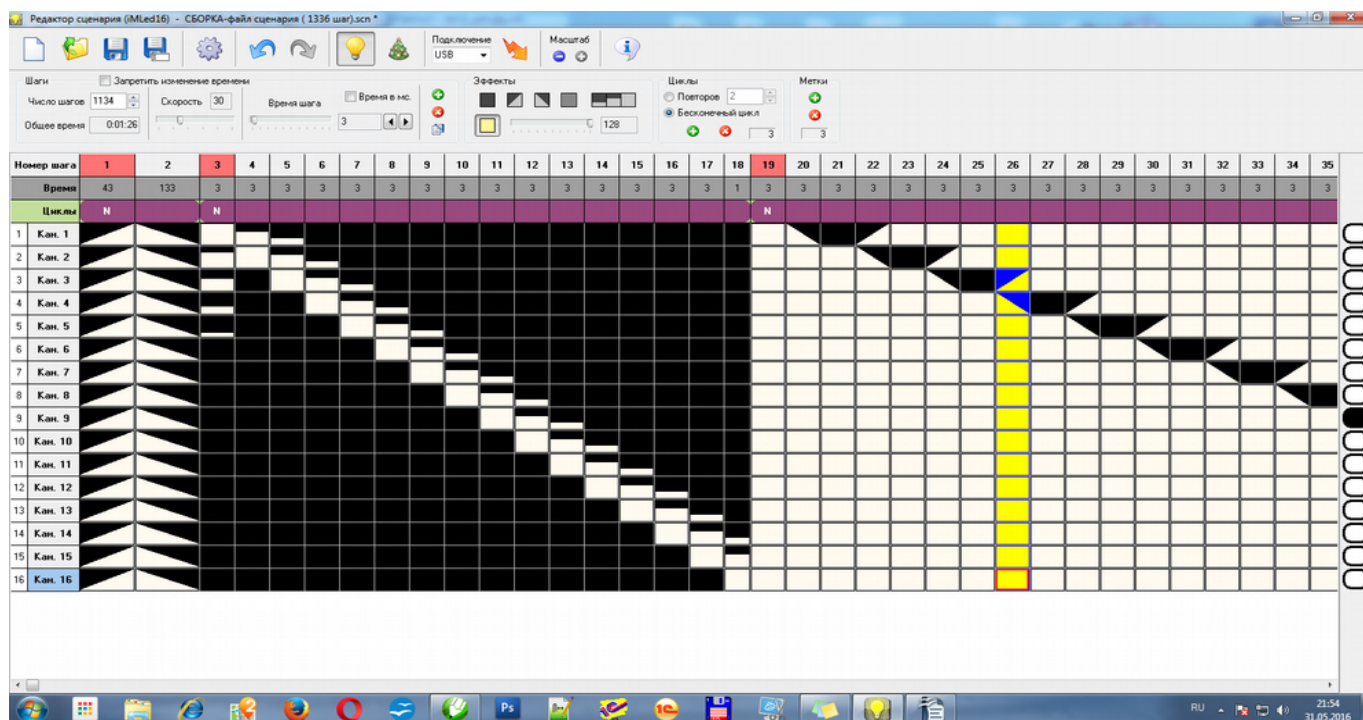 Редактор сценария (iMLed16) - СБОРКА-файл сценария ( 1336 шаг).scn *
Подключение
USB
Масштаб
Шаги
Запретить изменение времени
Эффекты
Циклы
Метки
Число шагов 1134
Скорость 30
Время шага
Время в мс.
3
Повторов 2
Общее время 0:01:26
128
Бесконечный цикл
3
3
Номер шага 1 2 3 4 5 6 7 8 9 10 11 12 13 14 15 16 17 18 19 20 21 22 23 24 25 26 27 28 29 30 31 32 33 34 35
Время 43 133 3 3 3 3 3 3 3 3 3 3 3 3 3 3 3 1 3 3 3 3 3 3 3 3 3 3 3 3 3 3 3 3 3
Циклы N N N
1 Кан. 1
2 Кан. 2
3 Кан. 3
4 Кан. 4
5 Кан. 5
6 Кан. 6
7 Кан. 7
8 Кан. 8
9 Кан. 9
10 Кан. 10
11 Кан. 11
12 Кан. 12
13 Кан. 13
14 Кан. 14
15 Кан. 15
16 Кан. 16
Ps
1С
RU
21:54
31.05.2016